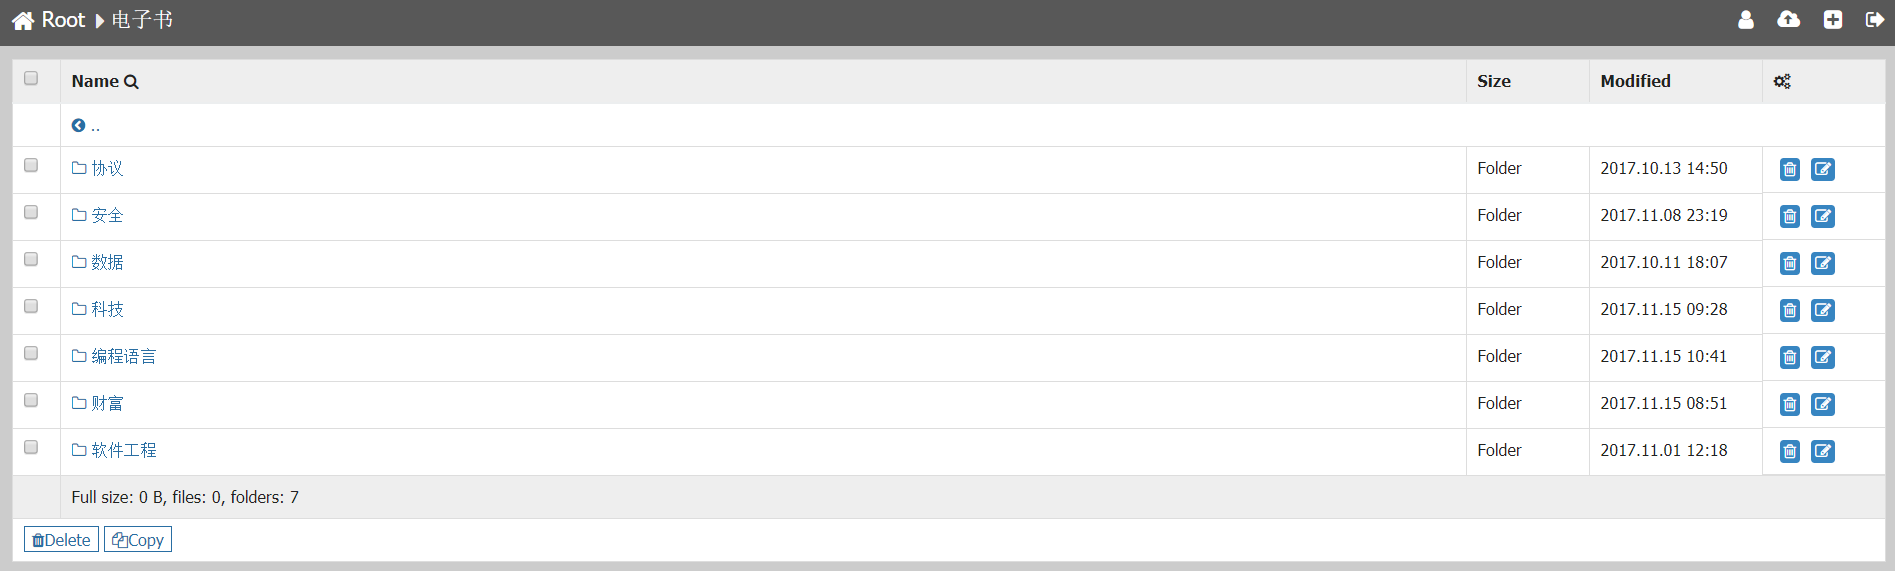 Root 电子书
Name Size Modified
..
协议 Folder 2017.10.13 14:50
安全 Folder 2017.11.08 23:19
数据 Folder 2017.10.11 18:07
科技 Folder 2017.11.15 09:28
编程语言 Folder 2017.11.15 10:41
财富 Folder 2017.11.15 08:51
软件工程 Folder 2017.11.01 12:18
Full size: 0 B, files: 0, folders: 7
Delete Copy